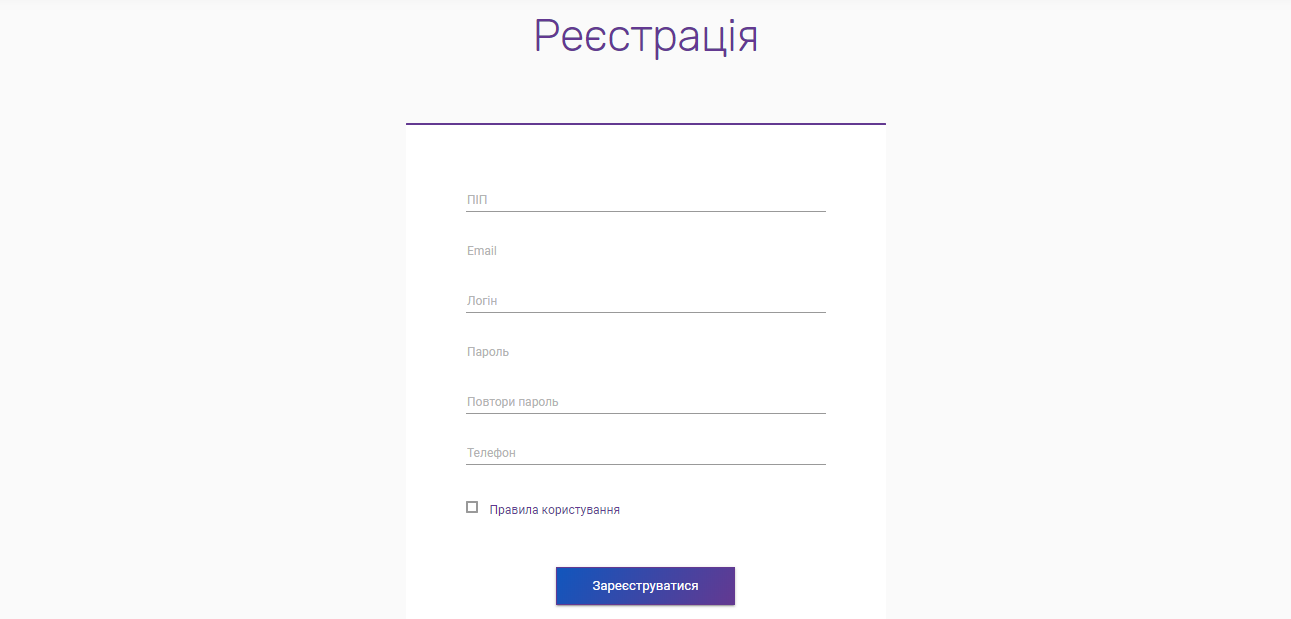 Реєстрація
ПІП
Email
Логін
Пароль
Повтори пароль
Телефон
Правила користування
Зареєструватися